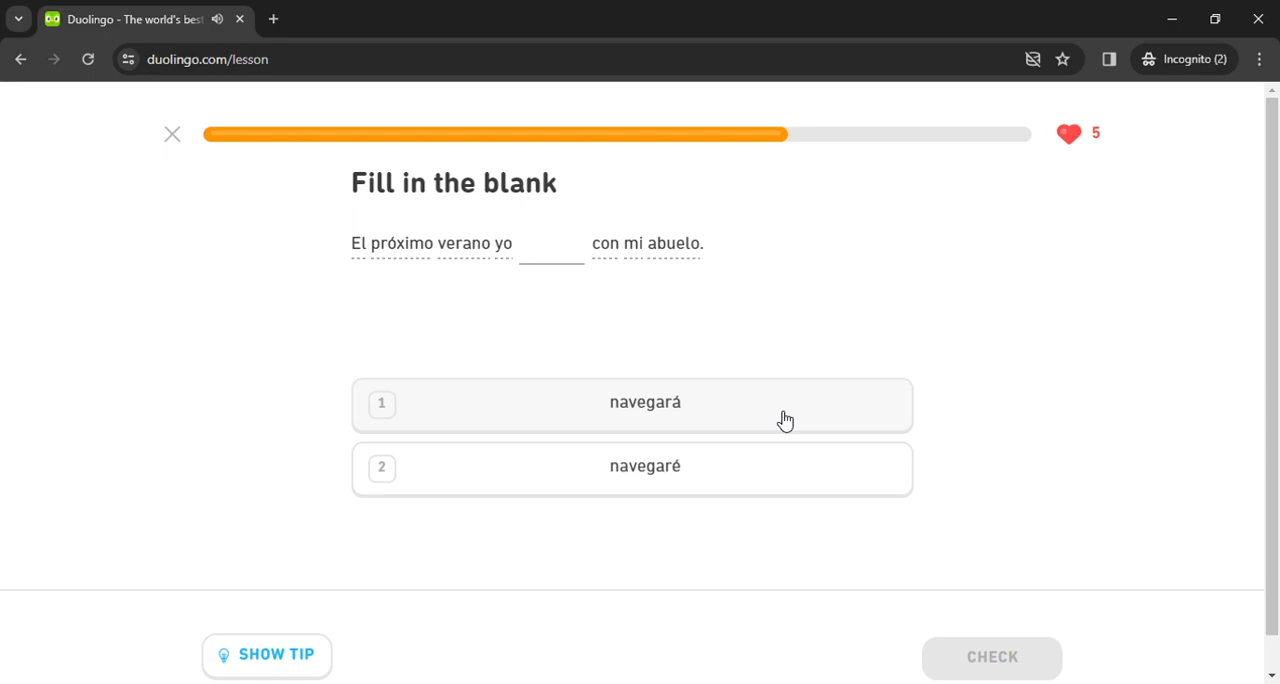 Duolingo - The world's best
duolingo.com/lesson
Incognito (2)
5
Fill in the blank
El próximo verano yo ______ con mi abuelo.
1 navegará
2 navegaré
SHOW TIP
CHECK